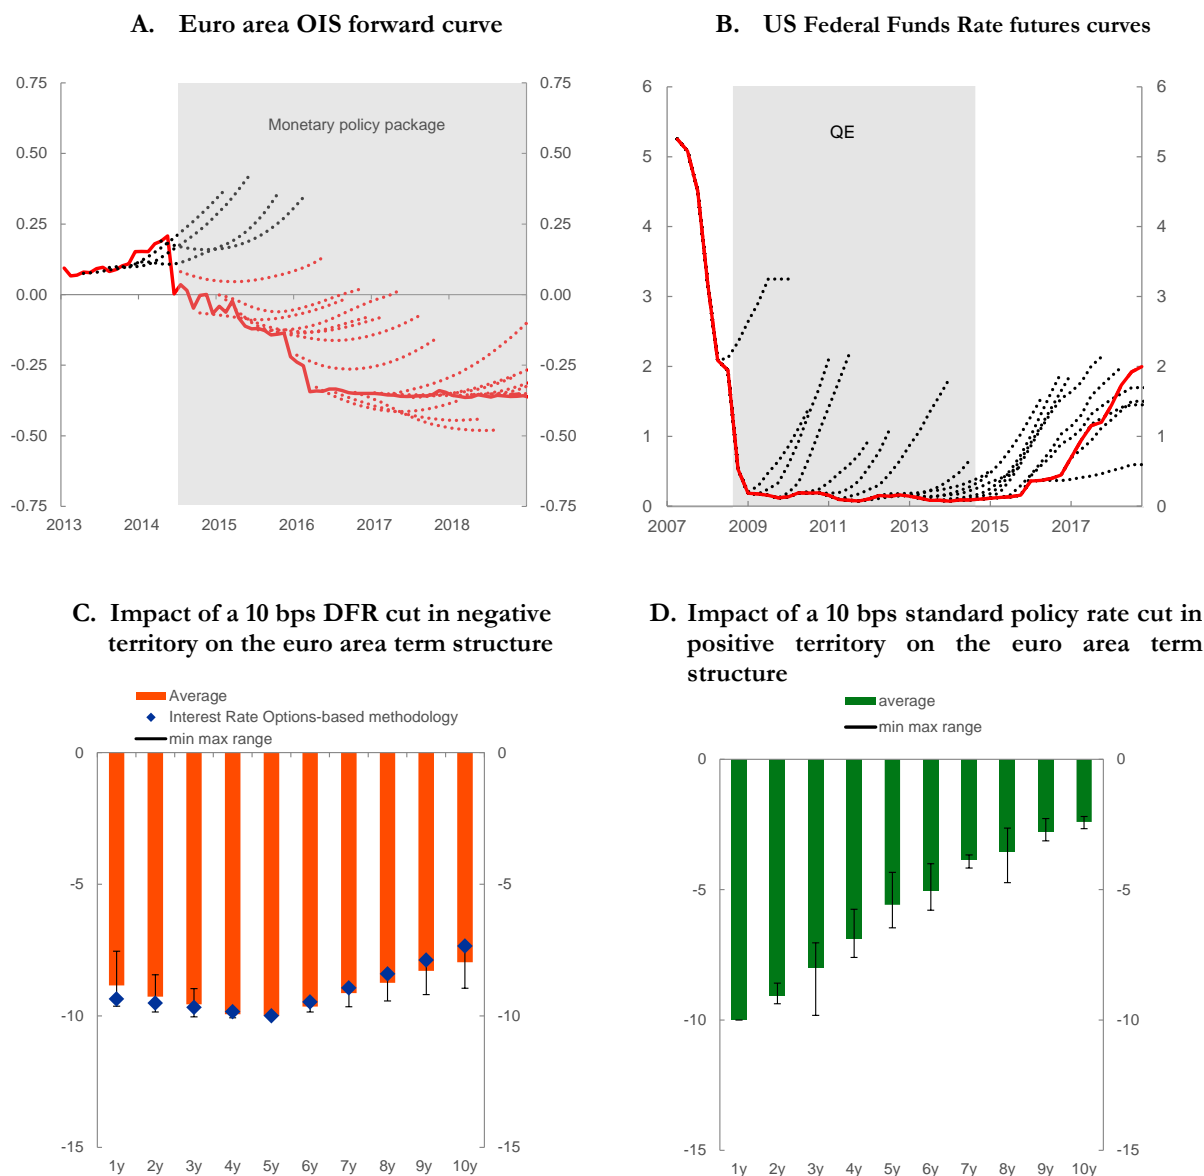 A. Euro area OIS forward curve
0.75
0.50
0.25
0.00
-0.25
-0.50
-0.75
Monetary policy package
0.75
0.50
0.25
0.00
-0.25
-0.50
-0.75
2013 2014 2015 2016 2017 2018
B. US Federal Funds Rate futures curves
6
5
4
3
2
1
0
QE
6
5
4
3
2
1
0
2007 2009 2011 2013 2015 2017
C. Impact of a 10 bps DFR cut in negative
territory on the euro area term structure
Average
Interest Rate Options-based methodology
min max range
0
-5
-10
-15
0
-5
-10
-15
1y 2y 3y 4y 5y 6y 7y 8y 9y 10y
D. Impact of a 10 bps standard policy rate cut in
positive territory on the euro area term
structure
average
min max range
0
-5
-10
-15
0
-5
-10
-15
1y 2y 3y 4y 5y 6y 7y 8y 9y 10y